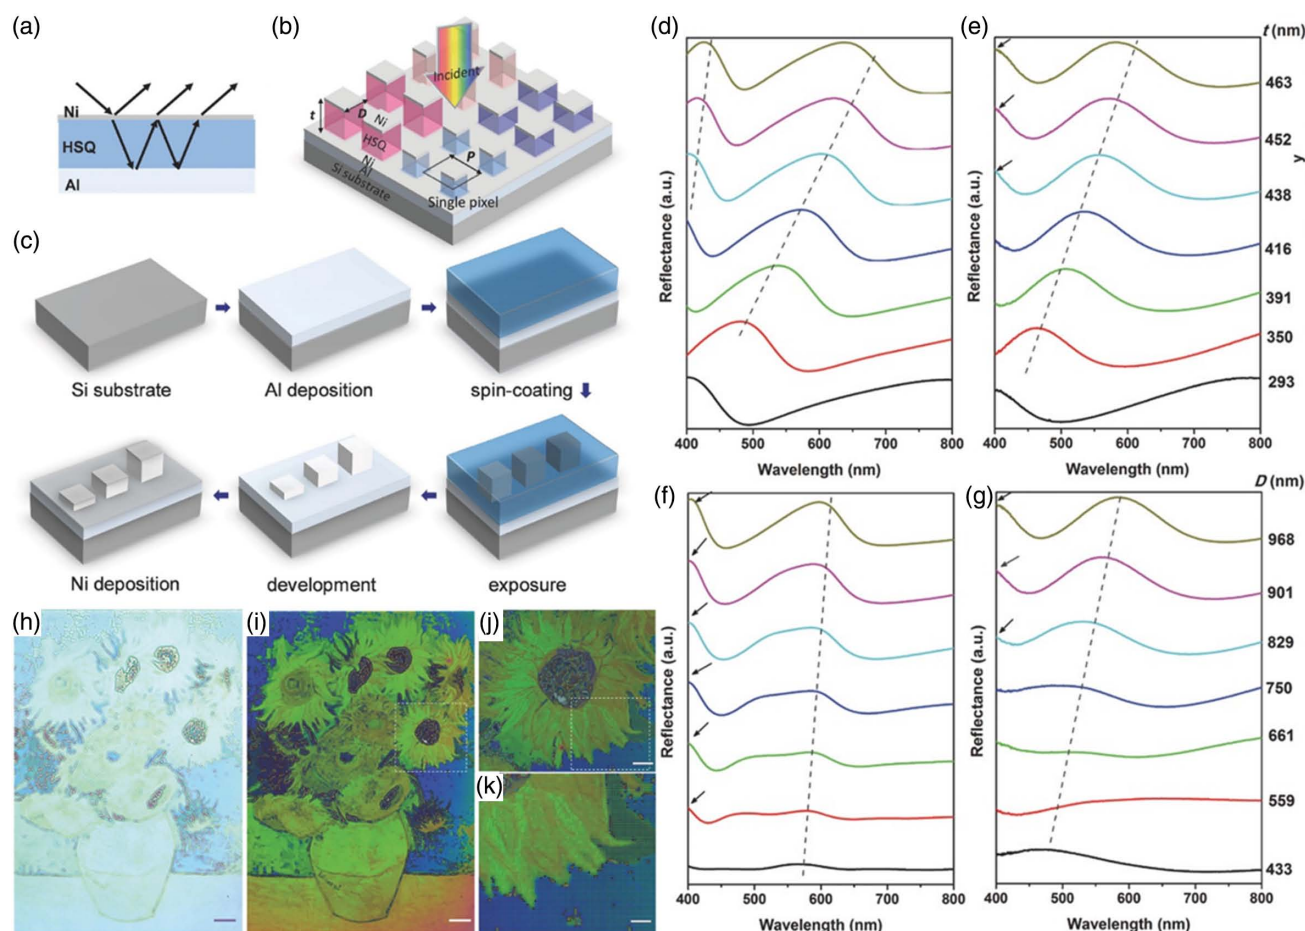 (a)
Ni
HSQ
Al
(b)
Incident
t
D
Ni
HSQ
Ni
Al
Si substrate
P
Single pixel
(c)
Si substrate
Al deposition
spin-coating
Ni deposition
development
exposure
(d)
Reflectance (a.u.)
400 500 600 700 800
Wavelength (nm)
(e)
Reflectance (a.u.)
400 500 600 700 800
Wavelength (nm)
t (nm)
463
452
y
438
416
391
350
293
(f)
Reflectance (a.u.)
400 500 600 700 800
Wavelength (nm)
(g)
Reflectance (a.u.)
400 500 600 700 800
Wavelength (nm)
D (nm)
968
901
829
750
661
559
433
(h)
(i)
(j)
(k)